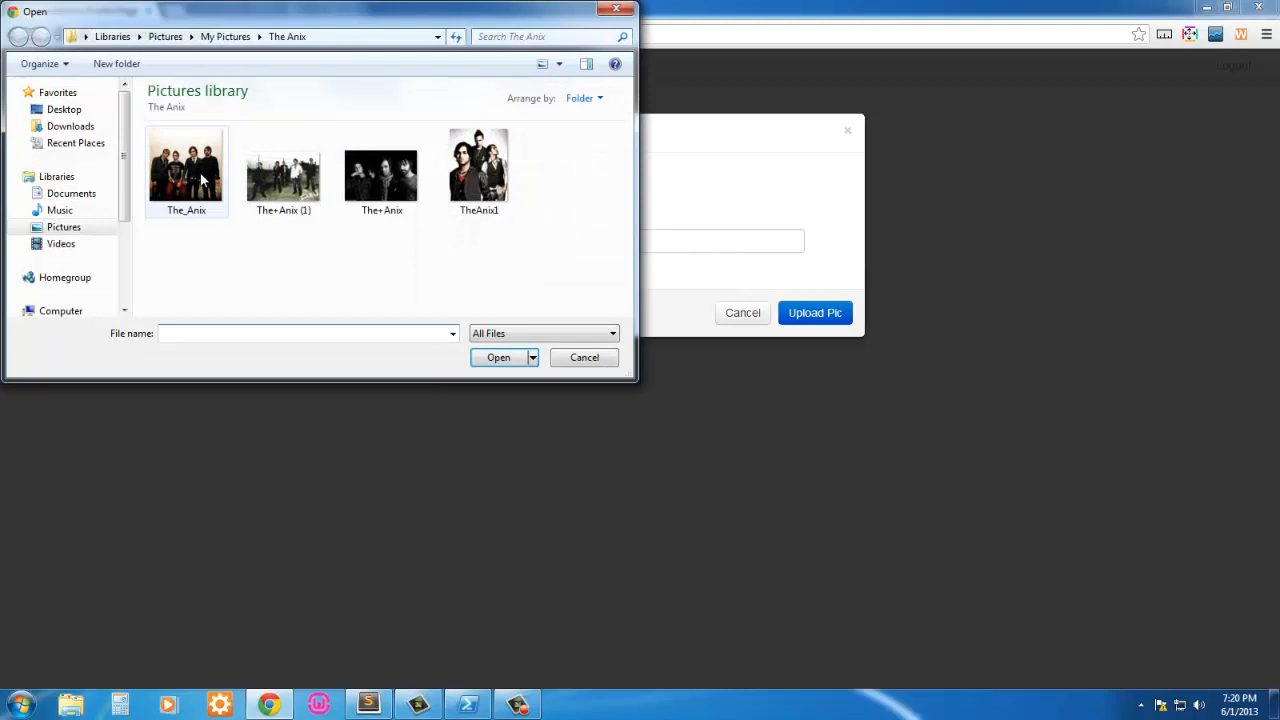 Open
Libraries Pictures My Pictures The Anix Search The Anix
Organize New folder
Favorites
Desktop
Downloads
Recent Places
Libraries
Documents
Music
Pictures
Videos
Homegroup
Computer
Pictures library
The Anix
Arrange by: Folder
The_Anix
The+Anix (1)
The+Anix
TheAnix1
File name: All Files
Open Cancel
Logout
×
Cancel Upload Pic
7:20 PM
6/1/2013